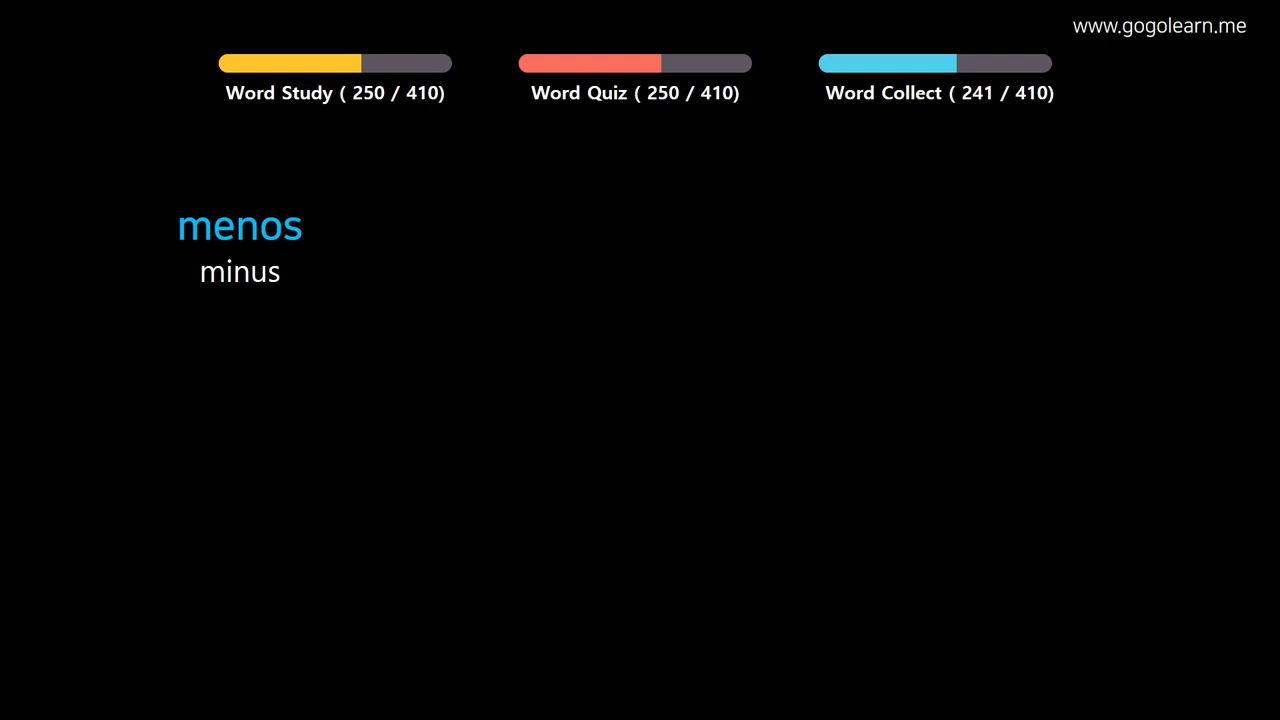 www.gogolearn.me
Word Study ( 250 / 410)
Word Quiz ( 250 / 410)
Word Collect ( 241 / 410)
menos
minus